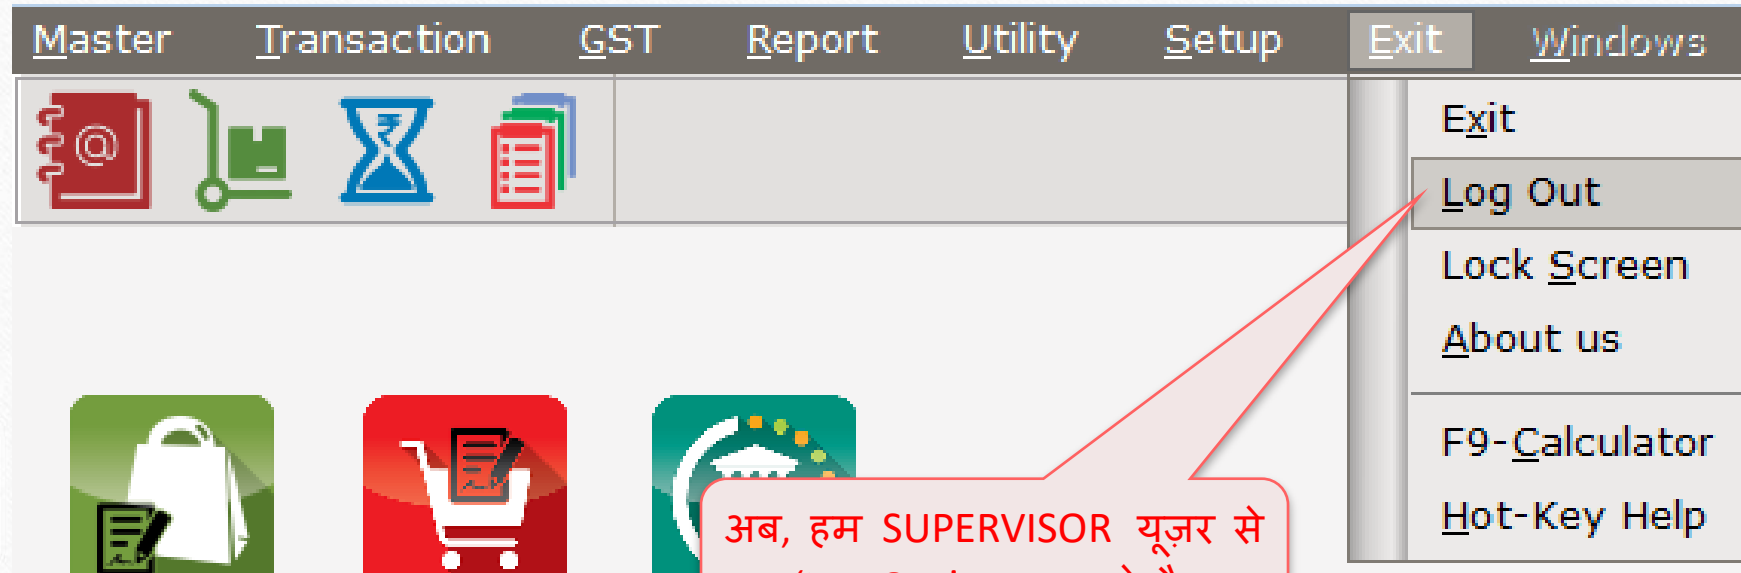 Master Transaction GST Report Utility Setup Exit Windows
@
₹
Exit
Log Out
Lock Screen
About us
F9-Calculator
Hot-Key Help
अब, हम SUPERVISOR यूज़र से